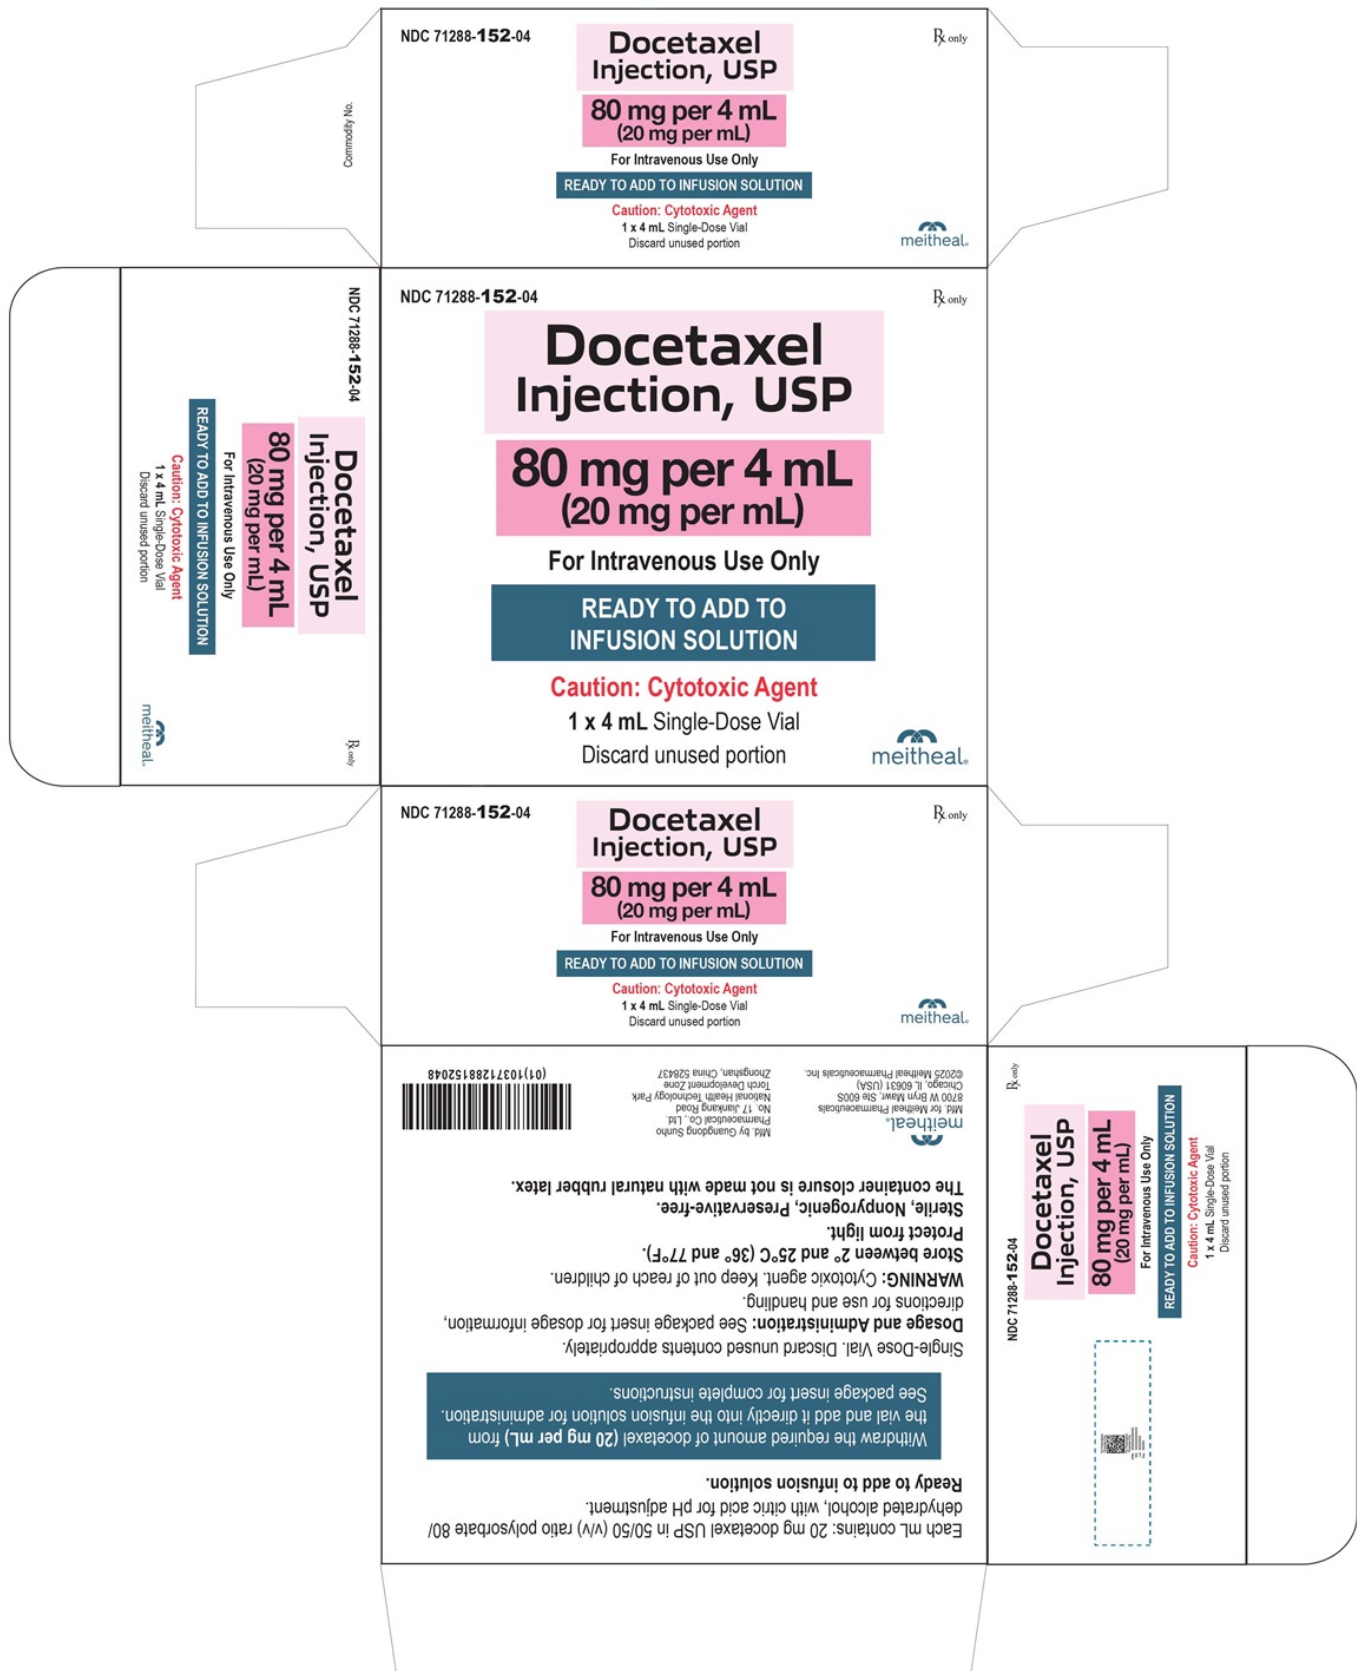 NDC 71288-152-04
Rx only
Docetaxel
Injection, USP
80 mg per 4 mL
(20 mg per mL)
For Intravenous Use Only
READY TO ADD TO INFUSION SOLUTION
Caution: Cytotoxic Agent
1 x 4 mL Single-Dose Vial
Discard unused portion
meitheal®
Commodity No.
NDC 71288-152-04
Rx only
Docetaxel
Injection, USP
80 mg per 4 mL
(20 mg per mL)
For Intravenous Use Only
READY TO ADD TO INFUSION SOLUTION
Caution: Cytotoxic Agent
1 x 4 mL Single-Dose Vial
Discard unused portion
meitheal®
NDC 71288-152-04
Rx only
Docetaxel
Injection, USP
80 mg per 4 mL
(20 mg per mL)
For Intravenous Use Only
READY TO ADD TO
INFUSION SOLUTION
Caution: Cytotoxic Agent
1 x 4 mL Single-Dose Vial
Discard unused portion
meitheal®
NDC 71288-152-04
Rx only
Docetaxel
Injection, USP
80 mg per 4 mL
(20 mg per mL)
For Intravenous Use Only
READY TO ADD TO INFUSION SOLUTION
Caution: Cytotoxic Agent
1 x 4 mL Single-Dose Vial
Discard unused portion
meitheal®
Each mL contains: 20 mg docetaxel USP in 50/50 (v/v) ratio polysorbate 80/
dehydrated alcohol, with citric acid for pH adjustment.
Ready to add to infusion solution.
Withdraw the required amount of docetaxel (20 mg per mL) from
the vial and add it directly into the infusion solution for administration.
See package insert for complete instructions.
Single-Dose Vial. Discard unused contents appropriately.
Dosage and Administration: See package insert for dosage information,
directions for use and handling.
WARNING: Cytotoxic agent. Keep out of reach of children.
Store between 2° and 25°C (36° and 77°F).
Protect from light.
Sterile, Nonpyrogenic, Preservative-free.
The container closure is not made with natural rubber latex.
meitheal®
Mfd. for Meitheal Pharmaceuticals
8700 W Bryn Mawr, Ste 600S
Chicago, IL 60631 (USA)
©2025 Meitheal Pharmaceuticals Inc.
Mfd. by Guangdong Sunho
Pharmaceutical Co., Ltd.
No. 17 Jiankang Road
National Health Technology Park
Torch Development Zone
Zhongshan, China 528437
(01)10371288152048
NDC 71288-152-04
Rx only
Docetaxel
Injection, USP
80 mg per 4 mL
(20 mg per mL)
For Intravenous Use Only
READY TO ADD TO INFUSION SOLUTION
Caution: Cytotoxic Agent
1 x 4 mL Single-Dose Vial
Discard unused portion